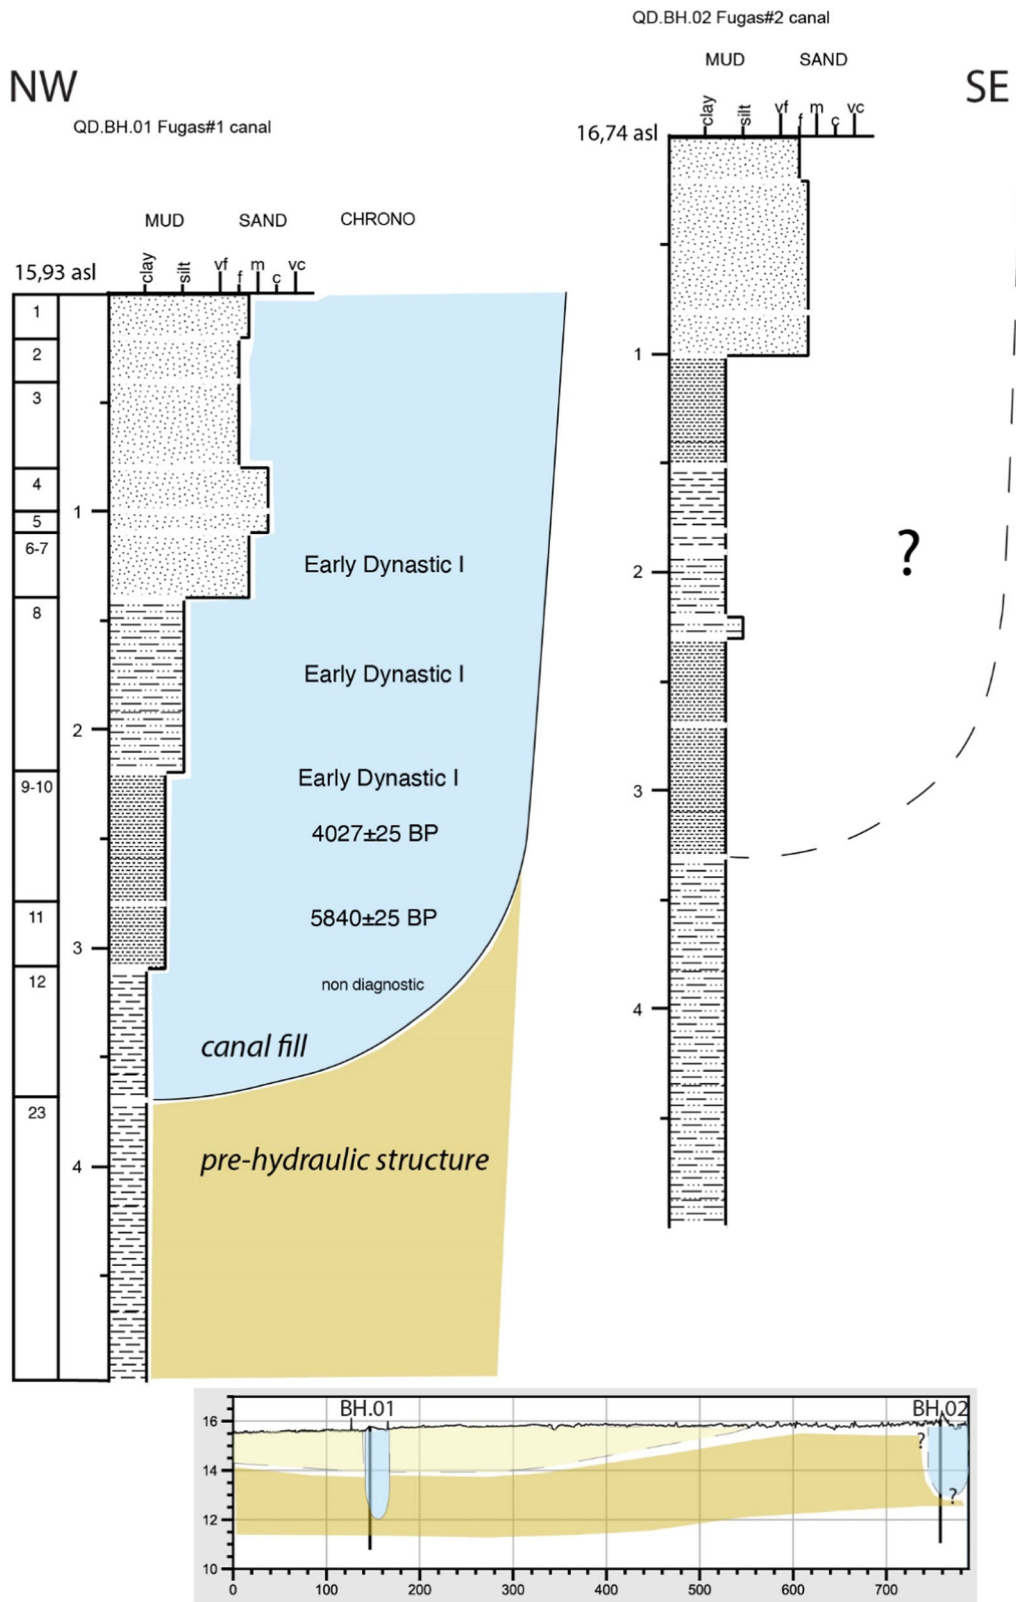 QD.BH.02 Fugas#2 canal
MUD SAND
NW
SE
clay silt vf f m c vc
QD.BH.01 Fugas#1 canal
16,74 asl
MUD SAND CHRONO
clay silt vf f m c vc
15,93 asl
1
2
3
4
5
6-7
8
9-10
11
12
23
1
2
3
4
Early Dynastic I
Early Dynastic I
Early Dynastic I
4027±25 BP
5840±25 BP
non diagnostic
canal fill
pre-hydraulic structure
1
2
3
4
?
BH.01 BH.02
16
14
12
10
? ?
0 100 200 300 400 500 600 700